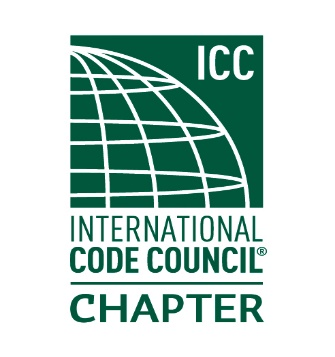 ICC
INTERNATIONAL
CODE COUNCIL®
CHAPTER